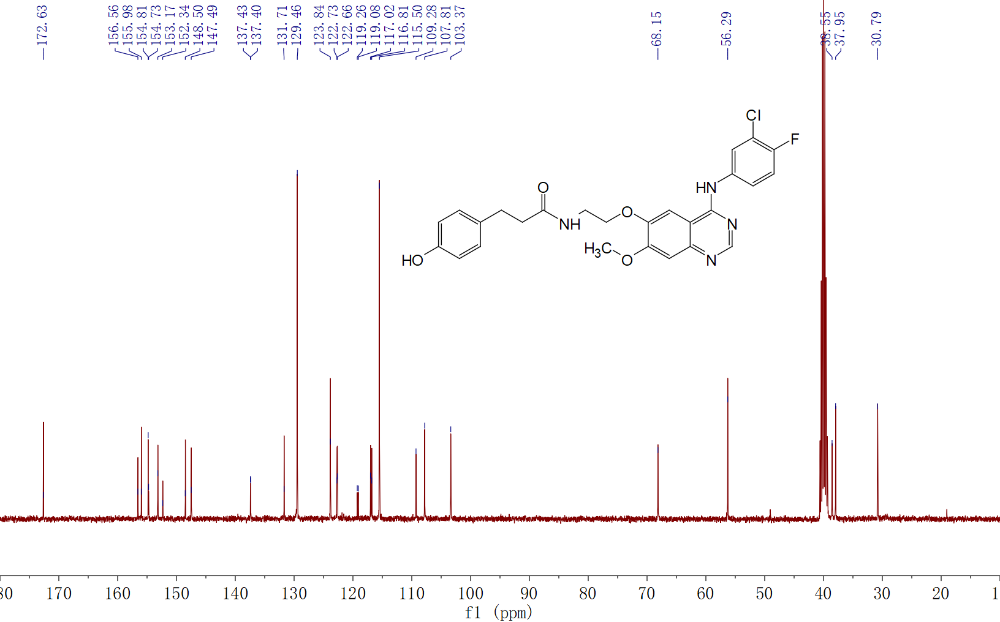 172.63
156.56
155.98
154.81
154.73
153.17
152.34
148.50
147.49
137.43
137.40
131.71
129.46
123.84
122.73
122.66
119.26
119.08
117.02
116.81
115.50
109.28
107.81
103.37
68.15
56.29
38.55
37.95
30.79
Cl
F
HN
O
O
N
NH
H3C
O
N
HO
80 170 160 150 140 130 120 110 100 90 80 70 60 50 40 30 20 1
f1 (ppm)